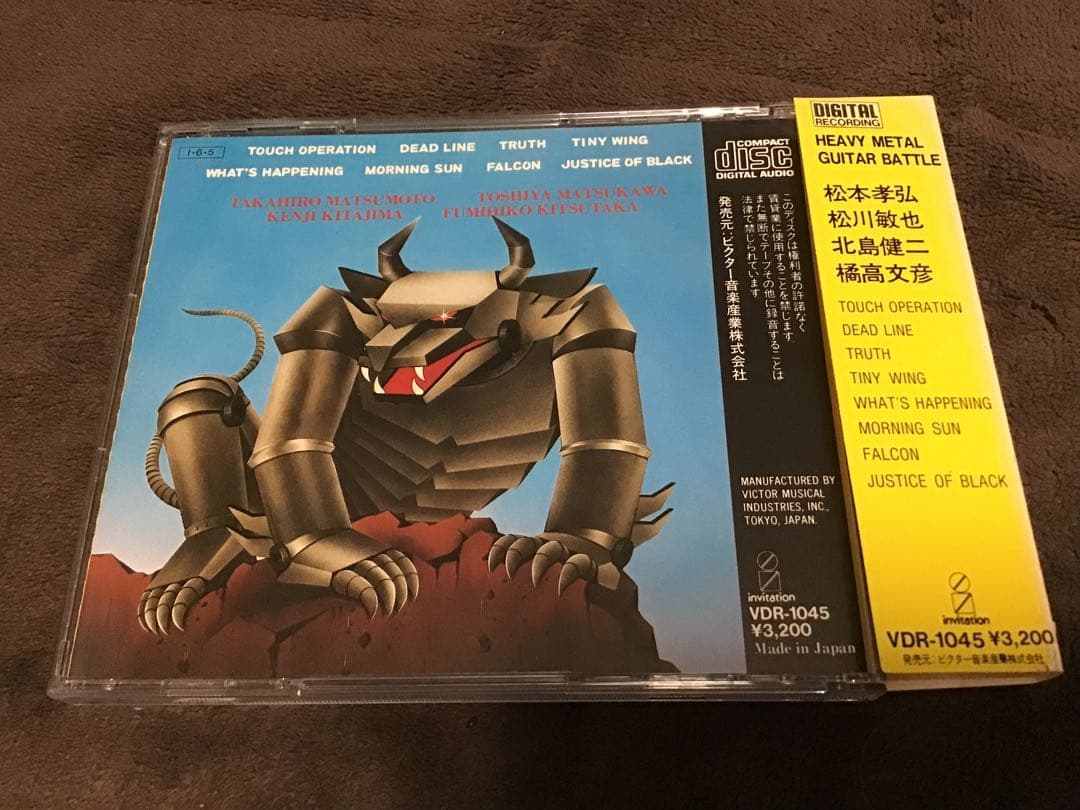 1・6・5
TOUCH OPERATION DEAD LINE TRUTH TINY WING
WHAT'S HAPPENING MORNING SUN FALCON JUSTICE OF BLACK
TAKAHIRO MATSUMOTO TOSHIYA MATSUKAWA
KENJI KITAJIMA FUMIHIKO KITSUTAKA
COMPACT
disc
DIGITAL AUDIO
このディスクは権利者の許諾なく
賃貸業に使用することを禁じます。
また無断でテープその他に録音することは
法律で禁じられています。
発売元:ビクター音楽産業株式会社
MANUFACTURED BY
VICTOR MUSICAL
INDUSTRIES, INC.,
TOKYO, JAPAN.
invitation
VDR-1045
¥3,200
Made in Japan
DIGITAL
RECORDING
HEAVY METAL
GUITAR BATTLE
松本孝弘
松川敏也
北島健二
橘高文彦
TOUCH OPERATION
DEAD LINE
TRUTH
TINY WING
WHAT'S HAPPENING
MORNING SUN
FALCON
JUSTICE OF BLACK
invitation
VDR-1045 ¥3,200
発売元:ビクター音楽産業株式会社